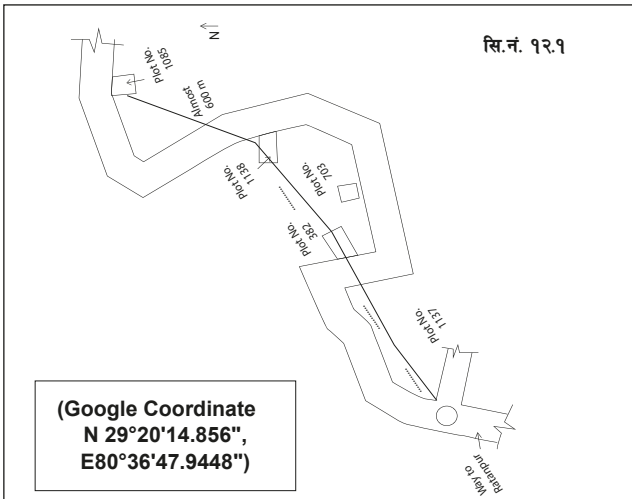 N
सि.नं. १२.१
Plot No.
1085
Almost
600 m
Plot No.
1138
Plot No.
703
Plot No.
382
Plot No.
1137
(Google Coordinate
N 29°20'14.856",
E80°36'47.9448")
Way to
Ratanpur